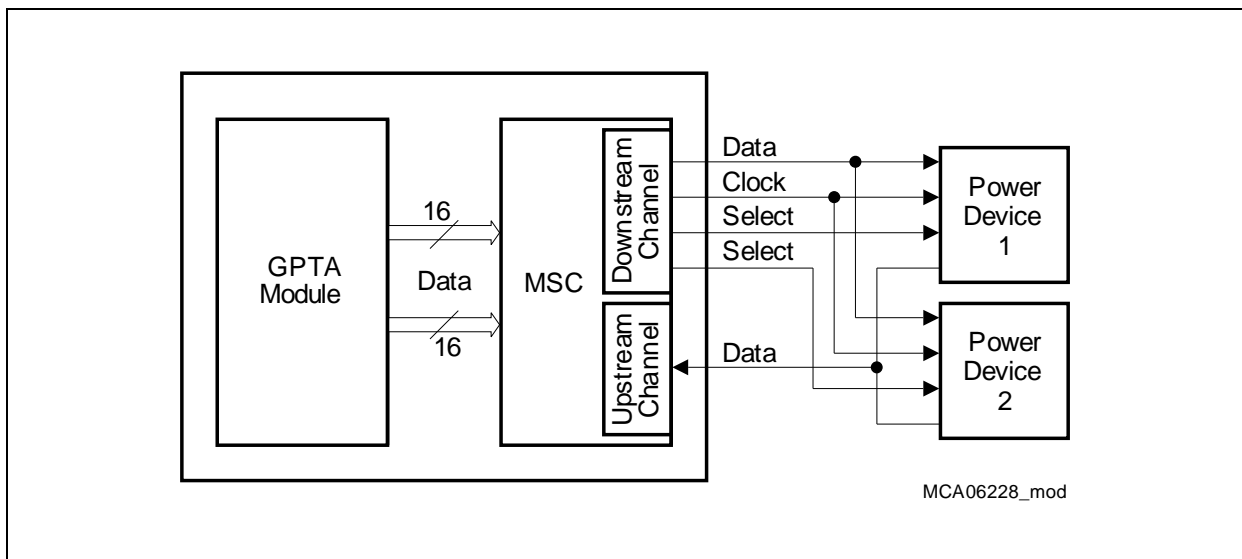 GPTA
Module
16
Data
16
MSC
Downstream
Channel
Upstream
Channel
Data
Clock
Select
Select
Data
Power
Device
1
Power
Device
2
MCA06228_mod